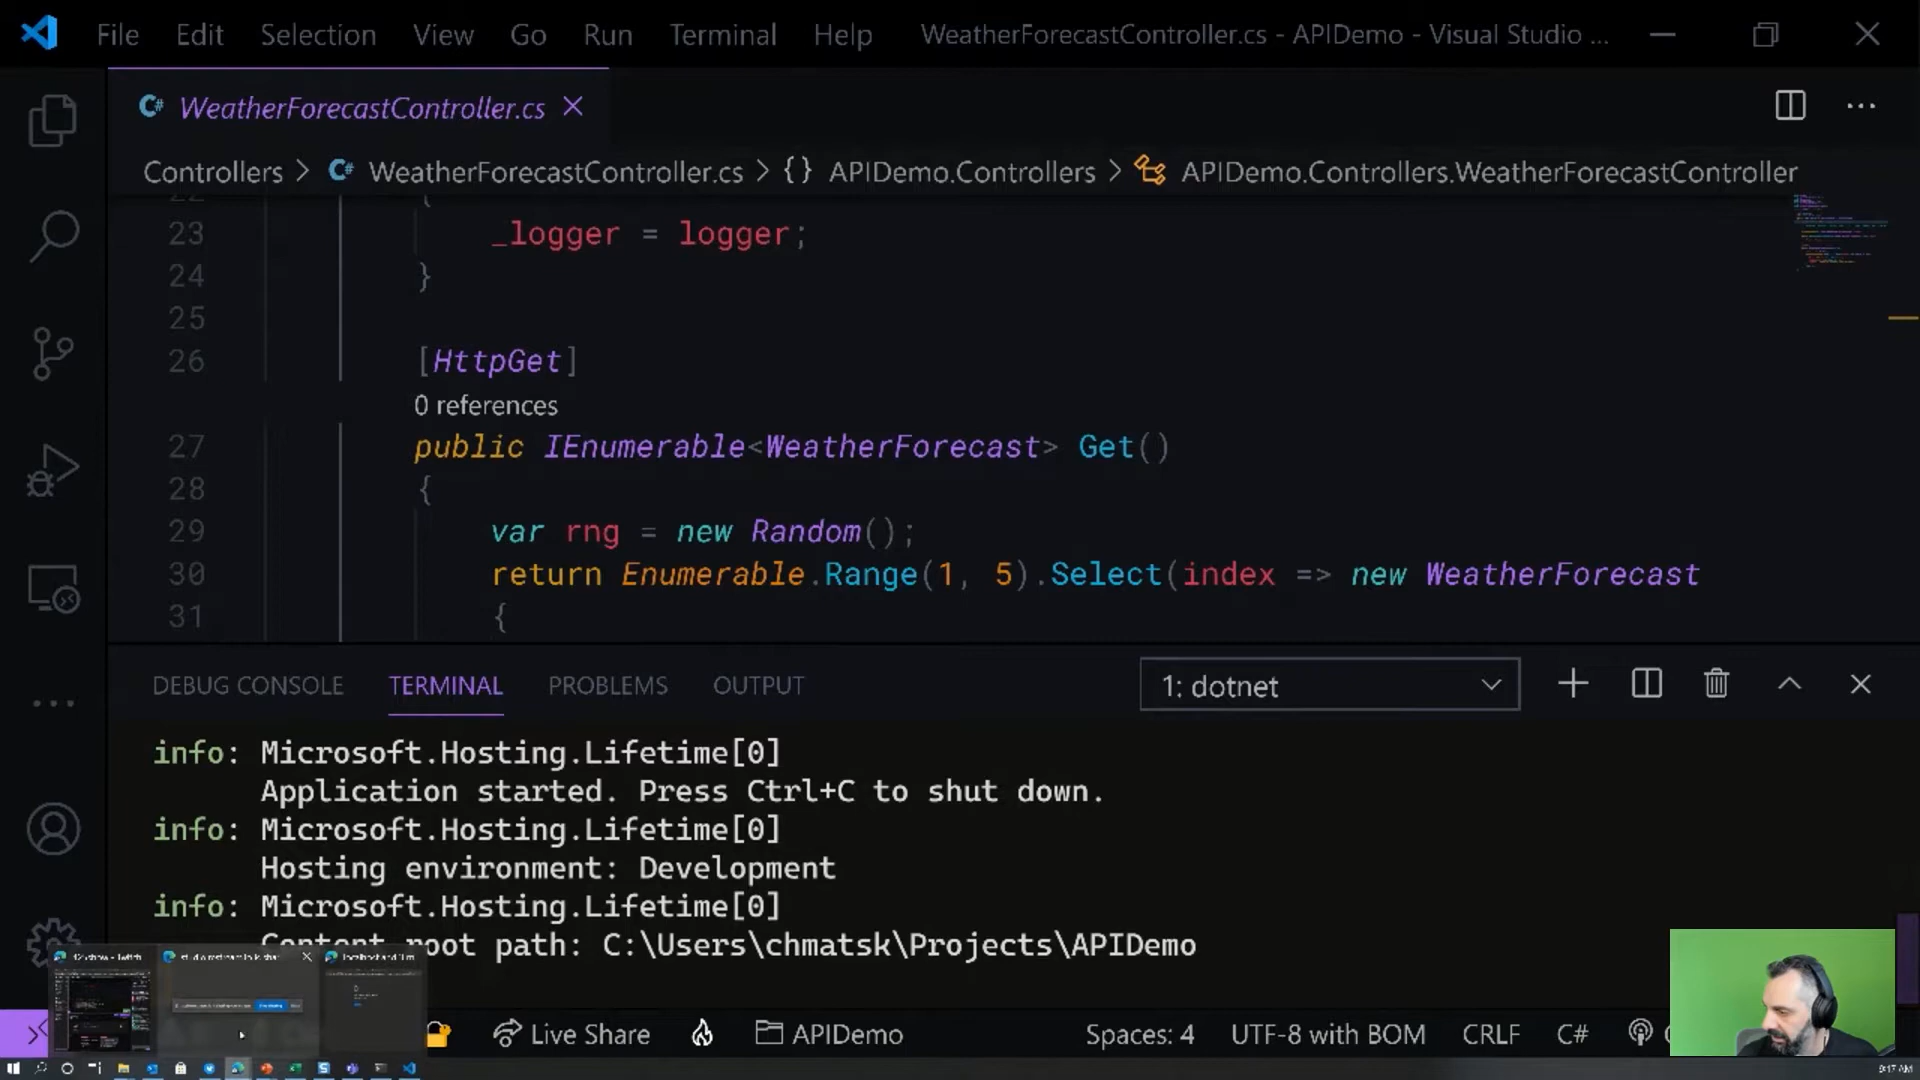 File Edit Selection View Go Run Terminal Help WeatherForecastController.cs - APIDemo - Visual Studio ...
WeatherForecastController.cs
Controllers > WeatherForecastController.cs > {} APIDemo.Controllers > APIDemo.Controllers.WeatherForecastController
22 {
23 _logger = logger;
24 }
25
26 [HttpGet]
0 references
27 public IEnumerable<WeatherForecast> Get()
28 {
29 var rng = new Random();
30 return Enumerable.Range(1, 5).Select(index => new WeatherForecast
31 {
DEBUG CONSOLE TERMINAL PROBLEMS OUTPUT 1: dotnet
info: Microsoft.Hosting.Lifetime[0]
Application started. Press Ctrl+C to shut down.
info: Microsoft.Hosting.Lifetime[0]
Hosting environment: Development
info: Microsoft.Hosting.Lifetime[0]
Content root path: C:\Users\chmatsk\Projects\APIDemo
Live Share APIDemo Spaces: 4 UTF-8 with BOM CRLF C#
9:17 AM